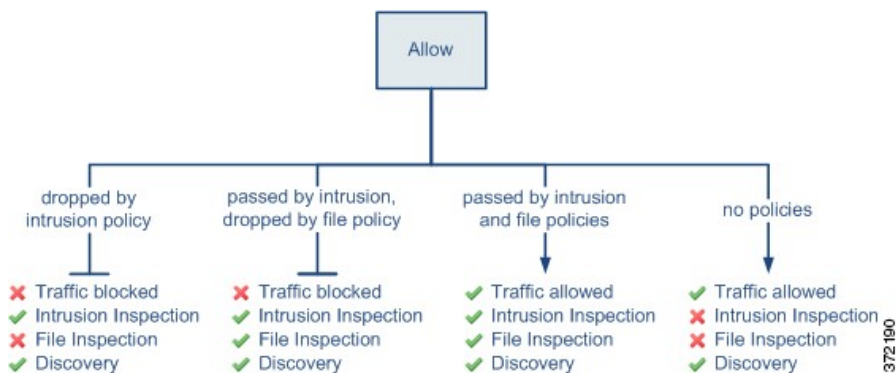 Allow
dropped by
intrusion policy
passed by intrusion,
dropped by file policy
passed by intrusion
and file policies
no policies
Traffic blocked
Intrusion Inspection
File Inspection
Discovery
Traffic blocked
Intrusion Inspection
File Inspection
Discovery
Traffic allowed
Intrusion Inspection
File Inspection
Discovery
Traffic allowed
Intrusion Inspection
File Inspection
Discovery
372190